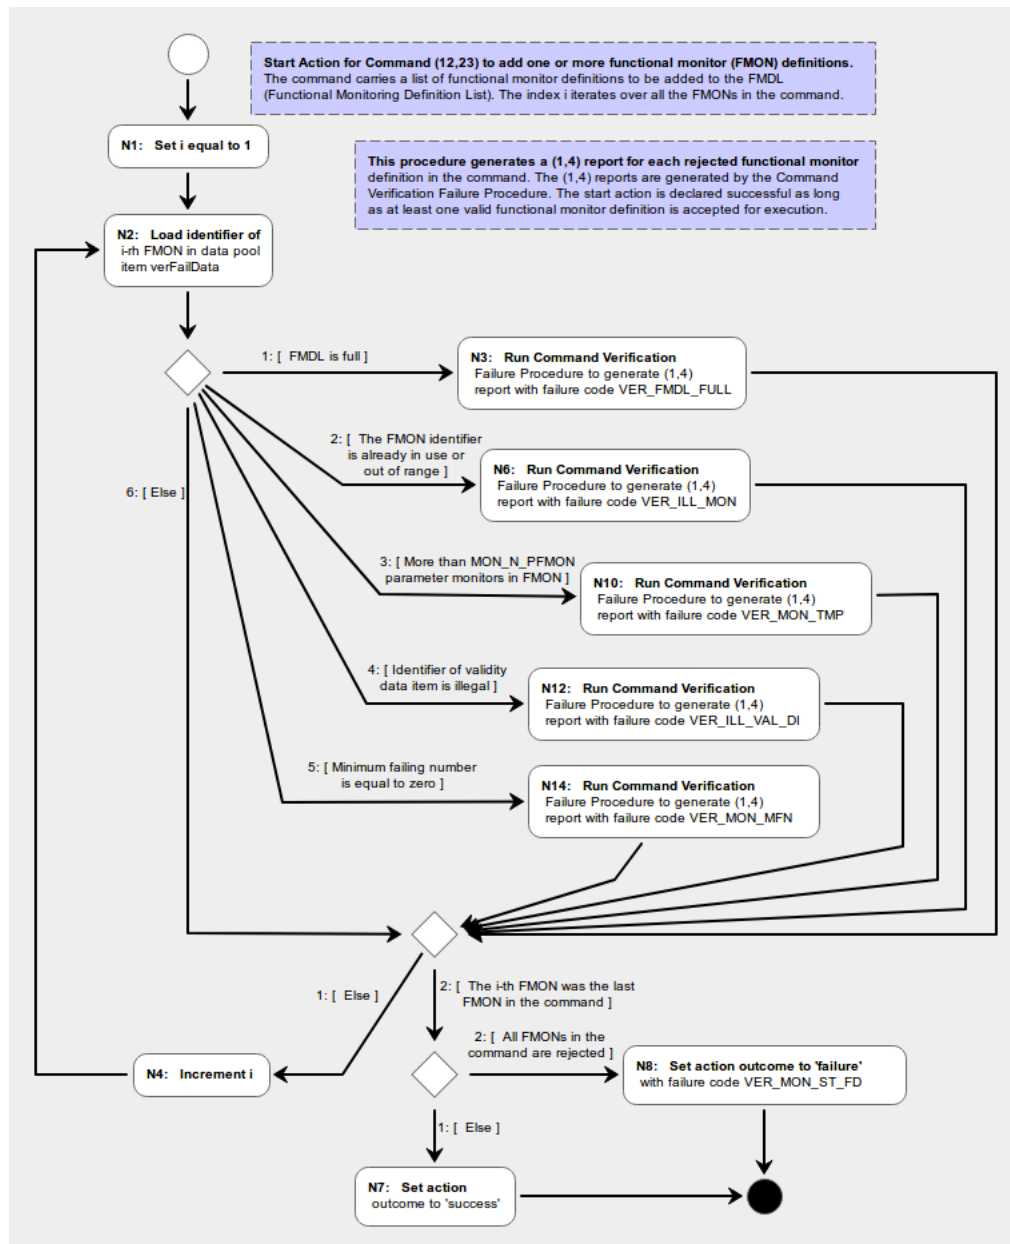 Start Action for Command (12,23) to add one or more functional monitor (FMON) definitions.
The command carries a list of functional monitor definitions to be added to the FMDL
(Functional Monitoring Definition List). The index i iterates over all the FMONs in the command.
N1: Set i equal to 1
This procedure generates a (1,4) report for each rejected functional monitor
definition in the command. The (1,4) reports are generated by the Command
Verification Failure Procedure. The start action is declared successful as long
as at least one valid functional monitor definition is accepted for execution.
N2: Load identifier of
i-rh FMON in data pool
item verFailData
1: [ FMDL is full ]
N3: Run Command Verification
Failure Procedure to generate (1,4)
report with failure code VER_FMDL_FULL
2: [ The FMON identifier
is already in use or
out of range ]
N6: Run Command Verification
Failure Procedure to generate (1,4)
report with failure code VER_ILL_MON
6: [ Else ]
3: [ More than MON_N_PFMON
parameter monitors in FMON ]
N10: Run Command Verification
Failure Procedure to generate (1,4)
report with failure code VER_MON_TMP
4: [ Identifier of validity
data item is illegal ]
N12: Run Command Verification
Failure Procedure to generate (1,4)
report with failure code VER_ILL_VAL_DI
5: [ Minimum failing number
is equal to zero ]
N14: Run Command Verification
Failure Procedure to generate (1,4)
report with failure code VER_MON_MFN
1: [ Else ]
2: [ The i-th FMON was the last
FMON in the command ]
2: [ All FMONs in the
command are rejected ]
N4: Increment i
N8: Set action outcome to 'failure'
with failure code VER_MON_ST_FD
1: [ Else ]
N7: Set action
outcome to 'success'